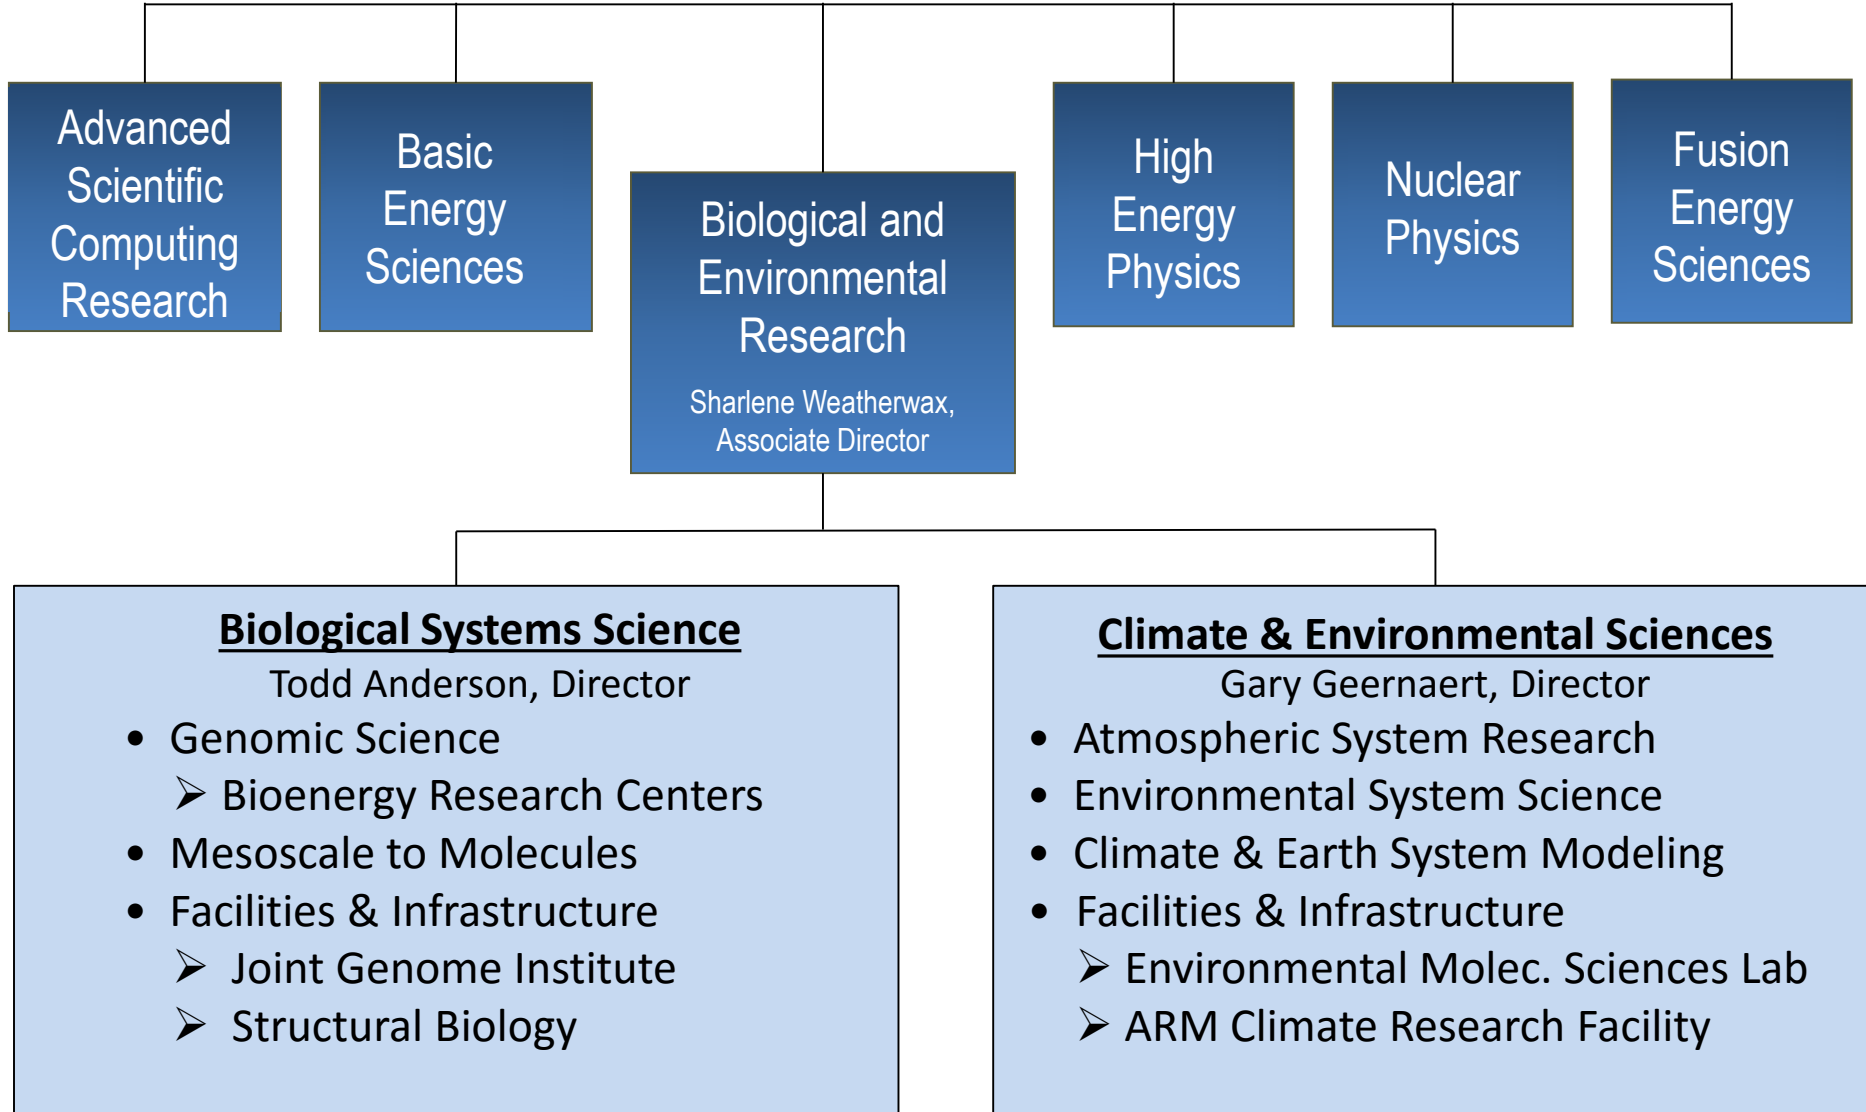 Advanced
Scientific
Computing
Research
Basic
Energy
Sciences
Biological and
Environmental
Research
Sharlene Weatherwax,
Associate Director
High
Energy
Physics
Nuclear
Physics
Fusion
Energy
Sciences
Biological Systems Science
Todd Anderson, Director
• Genomic Science
➢ Bioenergy Research Centers
• Mesoscale to Molecules
• Facilities & Infrastructure
➢ Joint Genome Institute
➢ Structural Biology
Climate & Environmental Sciences
Gary Geernaert, Director
• Atmospheric System Research
• Environmental System Science
• Climate & Earth System Modeling
• Facilities & Infrastructure
➢ Environmental Molec. Sciences Lab
➢ ARM Climate Research Facility